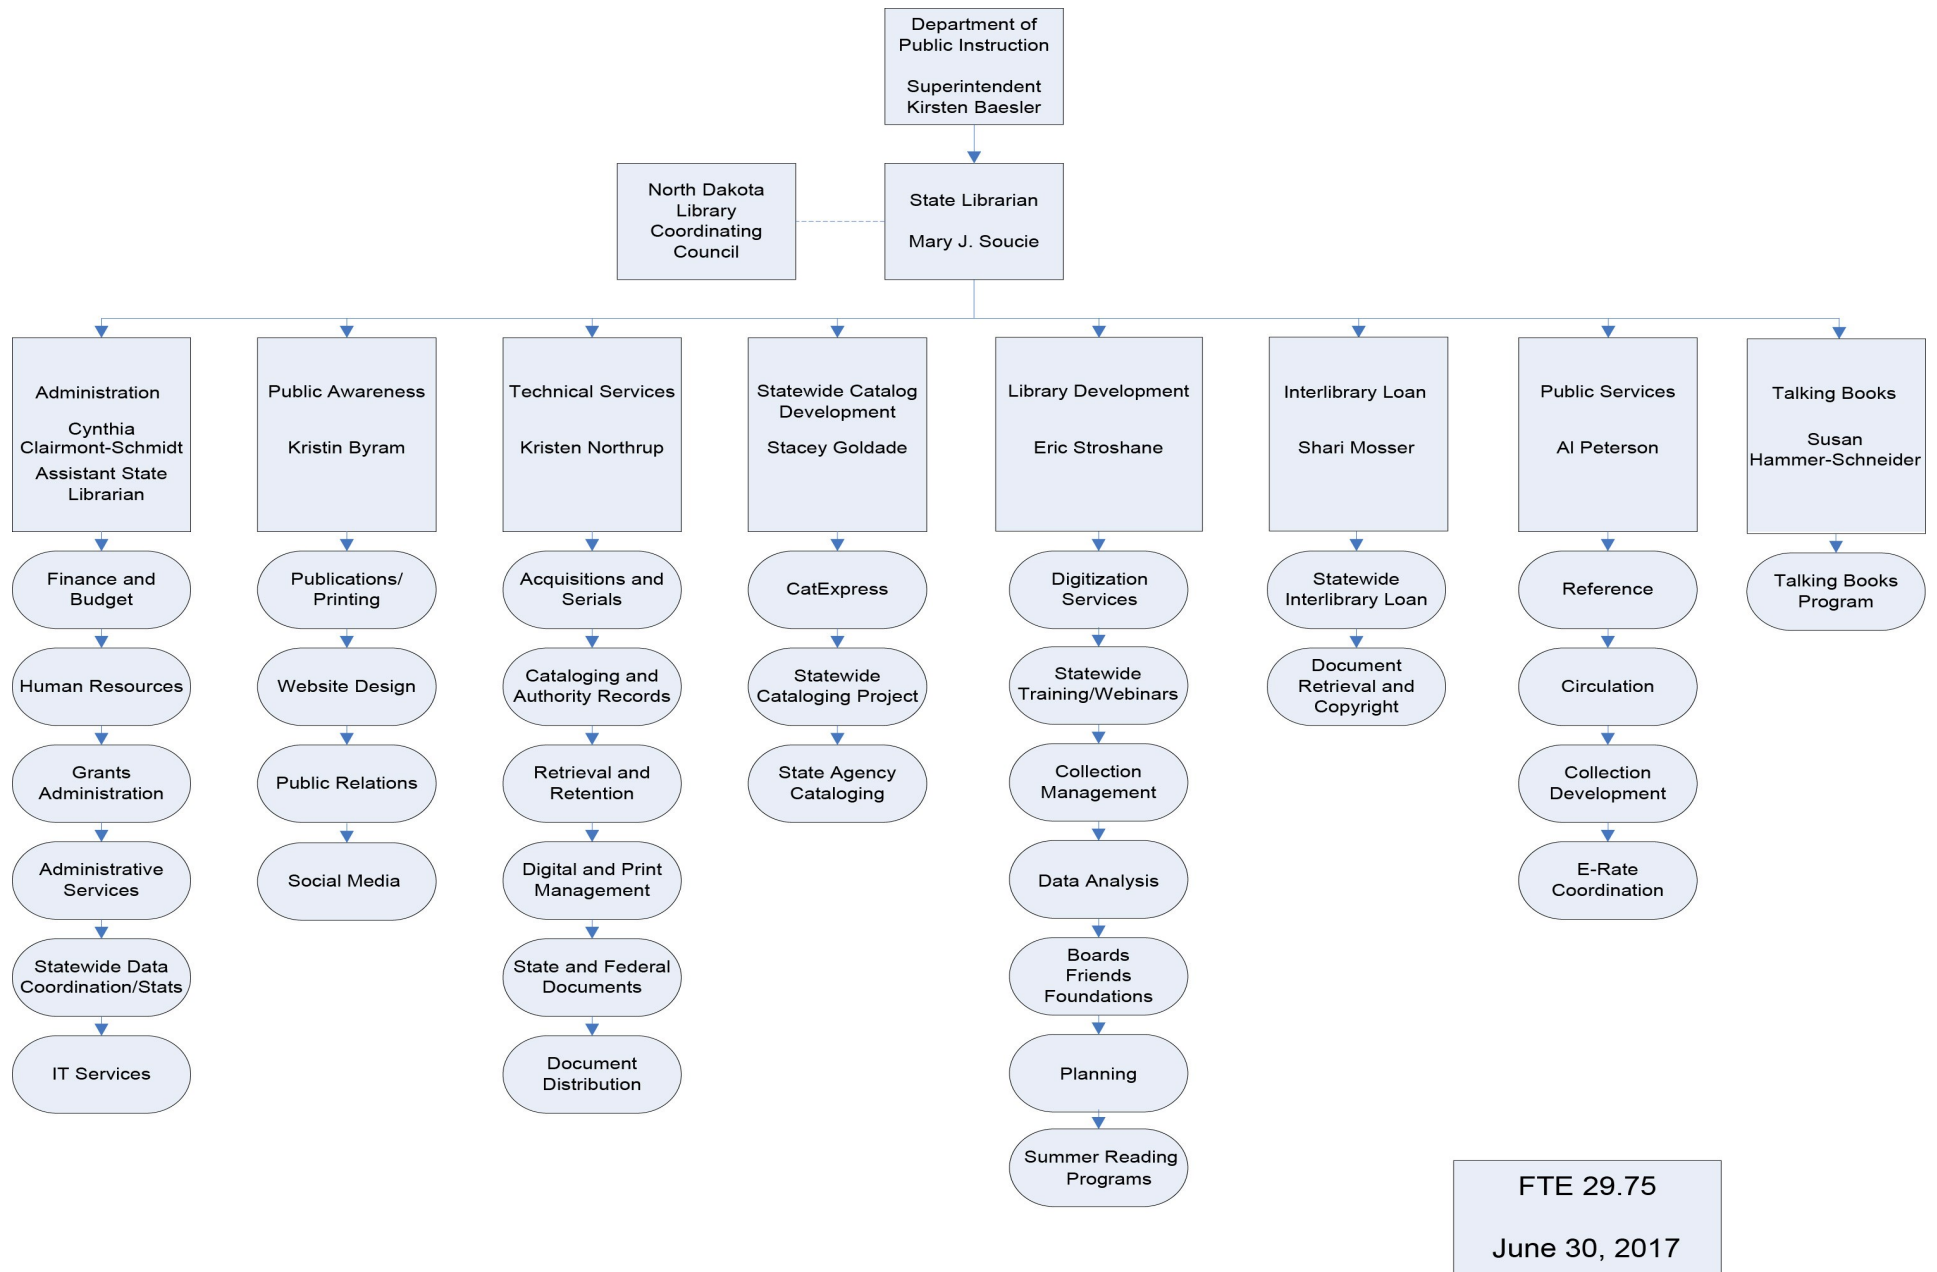 Department of
Public Instruction
Superintendent
Kirsten Baesler
North Dakota
Library
Coordinating
Council
State Librarian
Mary J. Soucie
Administration
Cynthia
Clairmont-Schmidt
Assistant State
Librarian
Public Awareness
Kristin Byram
Technical Services
Kristen Northrup
Statewide Catalog
Development
Stacey Goldade
Library Development
Eric Stroshane
Interlibrary Loan
Shari Mosser
Public Services
Al Peterson
Talking Books
Susan
Hammer-Schneider
Finance and
Budget
Human Resources
Grants
Administration
Administrative
Services
Statewide Data
Coordination/Stats
IT Services
Publications/
Printing
Website Design
Public Relations
Social Media
Acquisitions and
Serials
Cataloging and
Authority Records
Retrieval and
Retention
Digital and Print
Management
State and Federal
Documents
Document
Distribution
CatExpress
Statewide
Cataloging Project
State Agency
Cataloging
Digitization
Services
Statewide
Training/Webinars
Collection
Management
Data Analysis
Boards
Friends
Foundations
Planning
Summer Reading
Programs
Statewide
Interlibrary Loan
Document
Retrieval and
Copyright
Reference
Circulation
Collection
Development
E-Rate
Coordination
Talking Books
Program
FTE 29.75
June 30, 2017